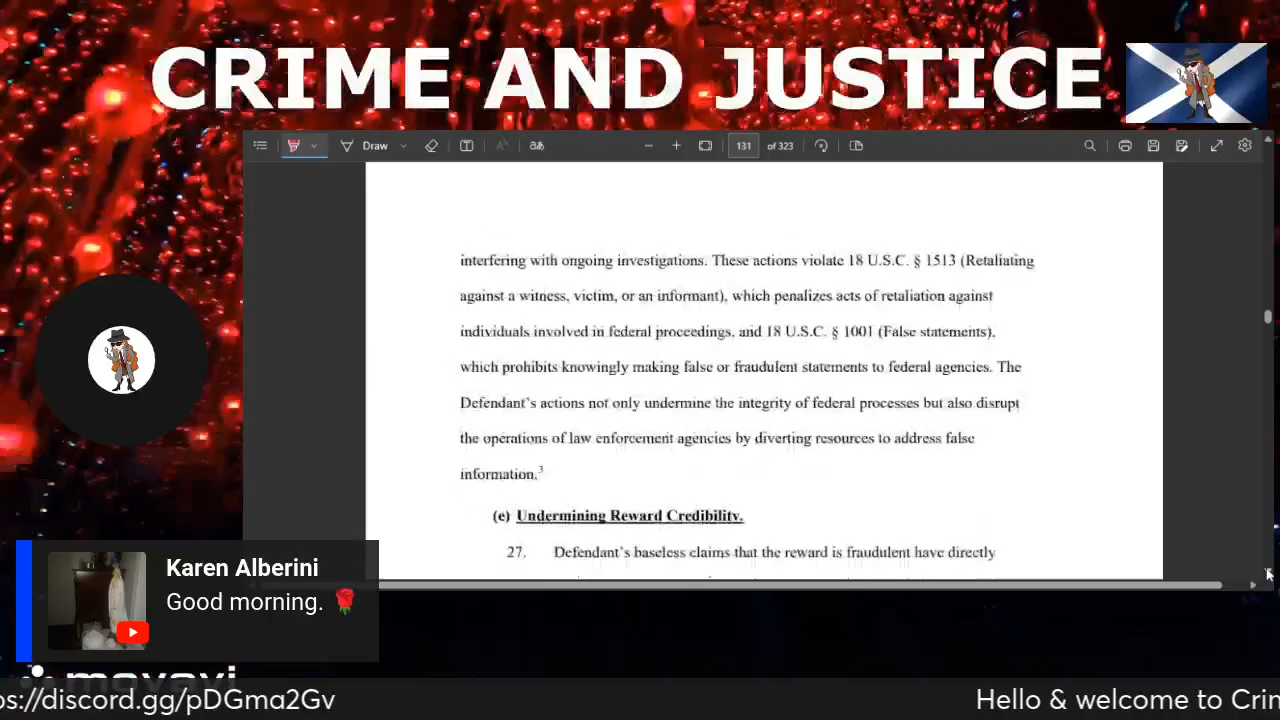 CRIME AND JUSTICE
Draw
131 of 323
interfering with ongoing investigations. These actions violate 18 U.S.C. § 1513 (Retaliating
against a witness, victim, or an informant), which penalizes acts of retaliation against
individuals involved in federal proceedings, and 18 U.S.C. § 1001 (False statements),
which prohibits knowingly making false or fraudulent statements to federal agencies. The
Defendant's actions not only undermine the integrity of federal processes but also disrupt
the operations of law enforcement agencies by diverting resources to address false
information.3
(e) Undermining Reward Credibility.
27. Defendant's baseless claims that the reward is fraudulent have directly
Karen Alberini
Good morning. 🌹
movavi
ps://discord.gg/pDGma2Gv
Hello & welcome to Crim